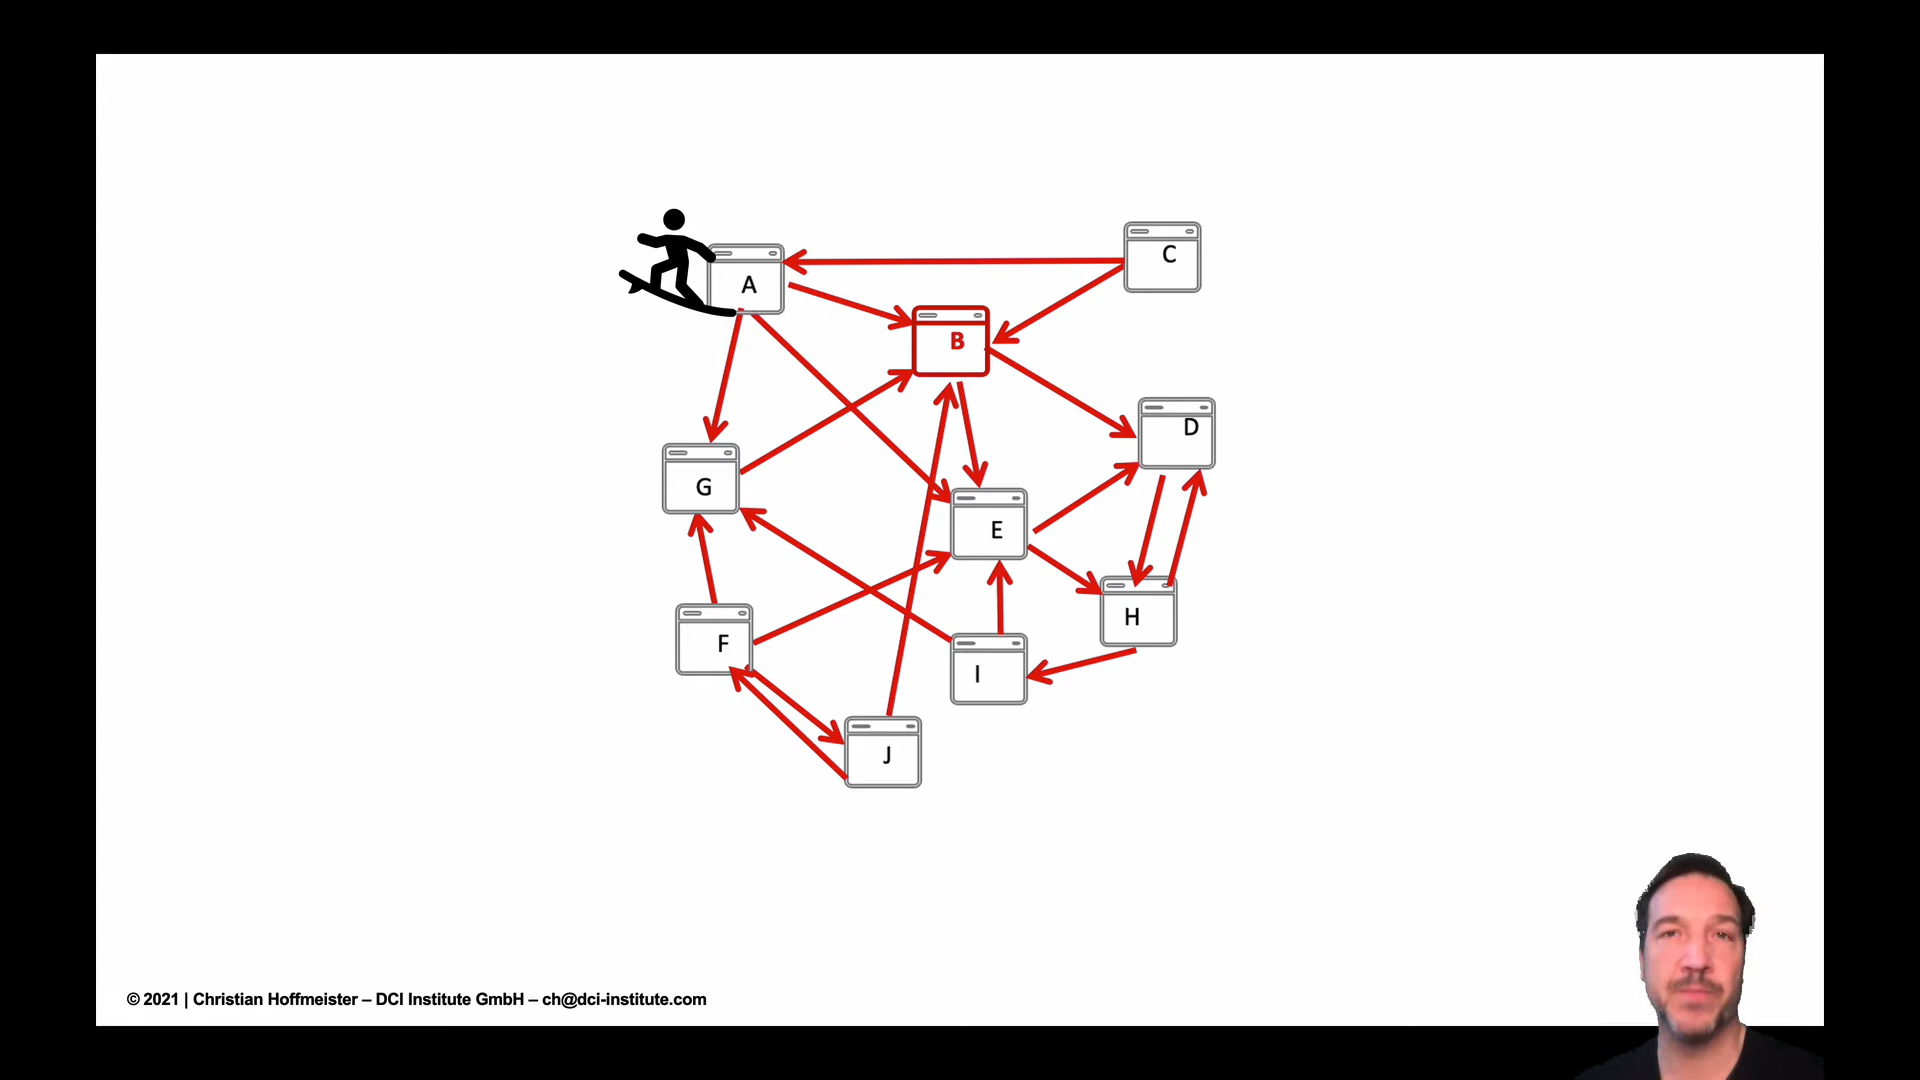 C
A
B
D
G
E
H
F
I
J
© 2021 | Christian Hoffmeister – DCI Institute GmbH – ch@dci-institute.com